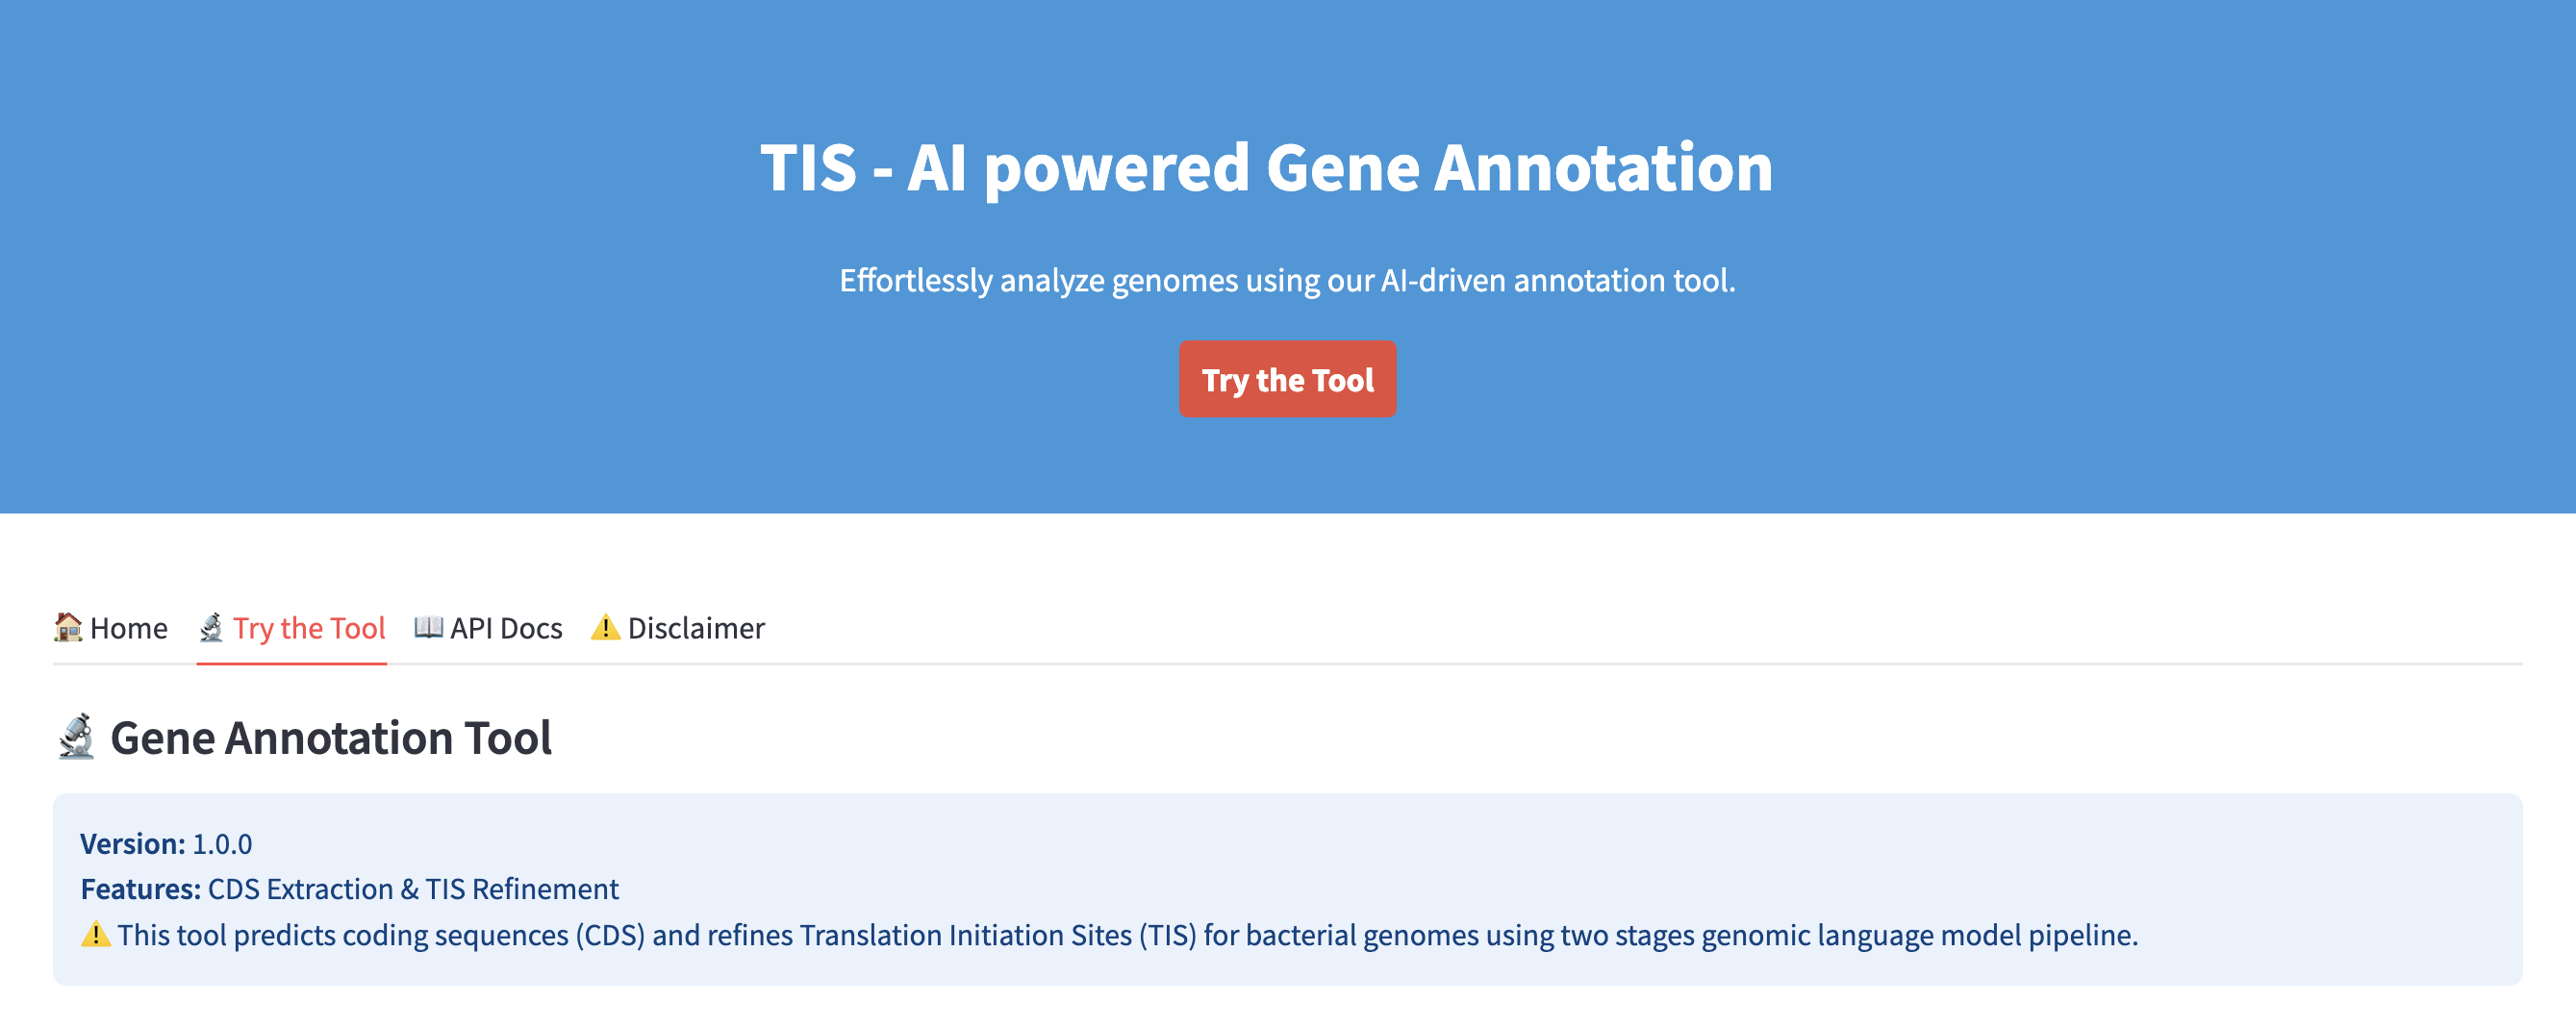 TIS - AI powered Gene Annotation
Effortlessly analyze genomes using our AI-driven annotation tool.
Try the Tool
🏠 Home 🔬 Try the Tool 📖 API Docs ⚠️ Disclaimer
🔬 Gene Annotation Tool
Version: 1.0.0
Features: CDS Extraction & TIS Refinement
⚠️ This tool predicts coding sequences (CDS) and refines Translation Initiation Sites (TIS) for bacterial genomes using two stages genomic language model pipeline.